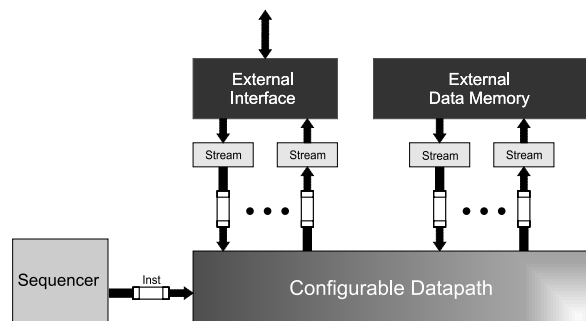 External
Interface
External
Data Memory
Stream
Stream
Stream
Stream
Sequencer
Inst
Configurable Datapath